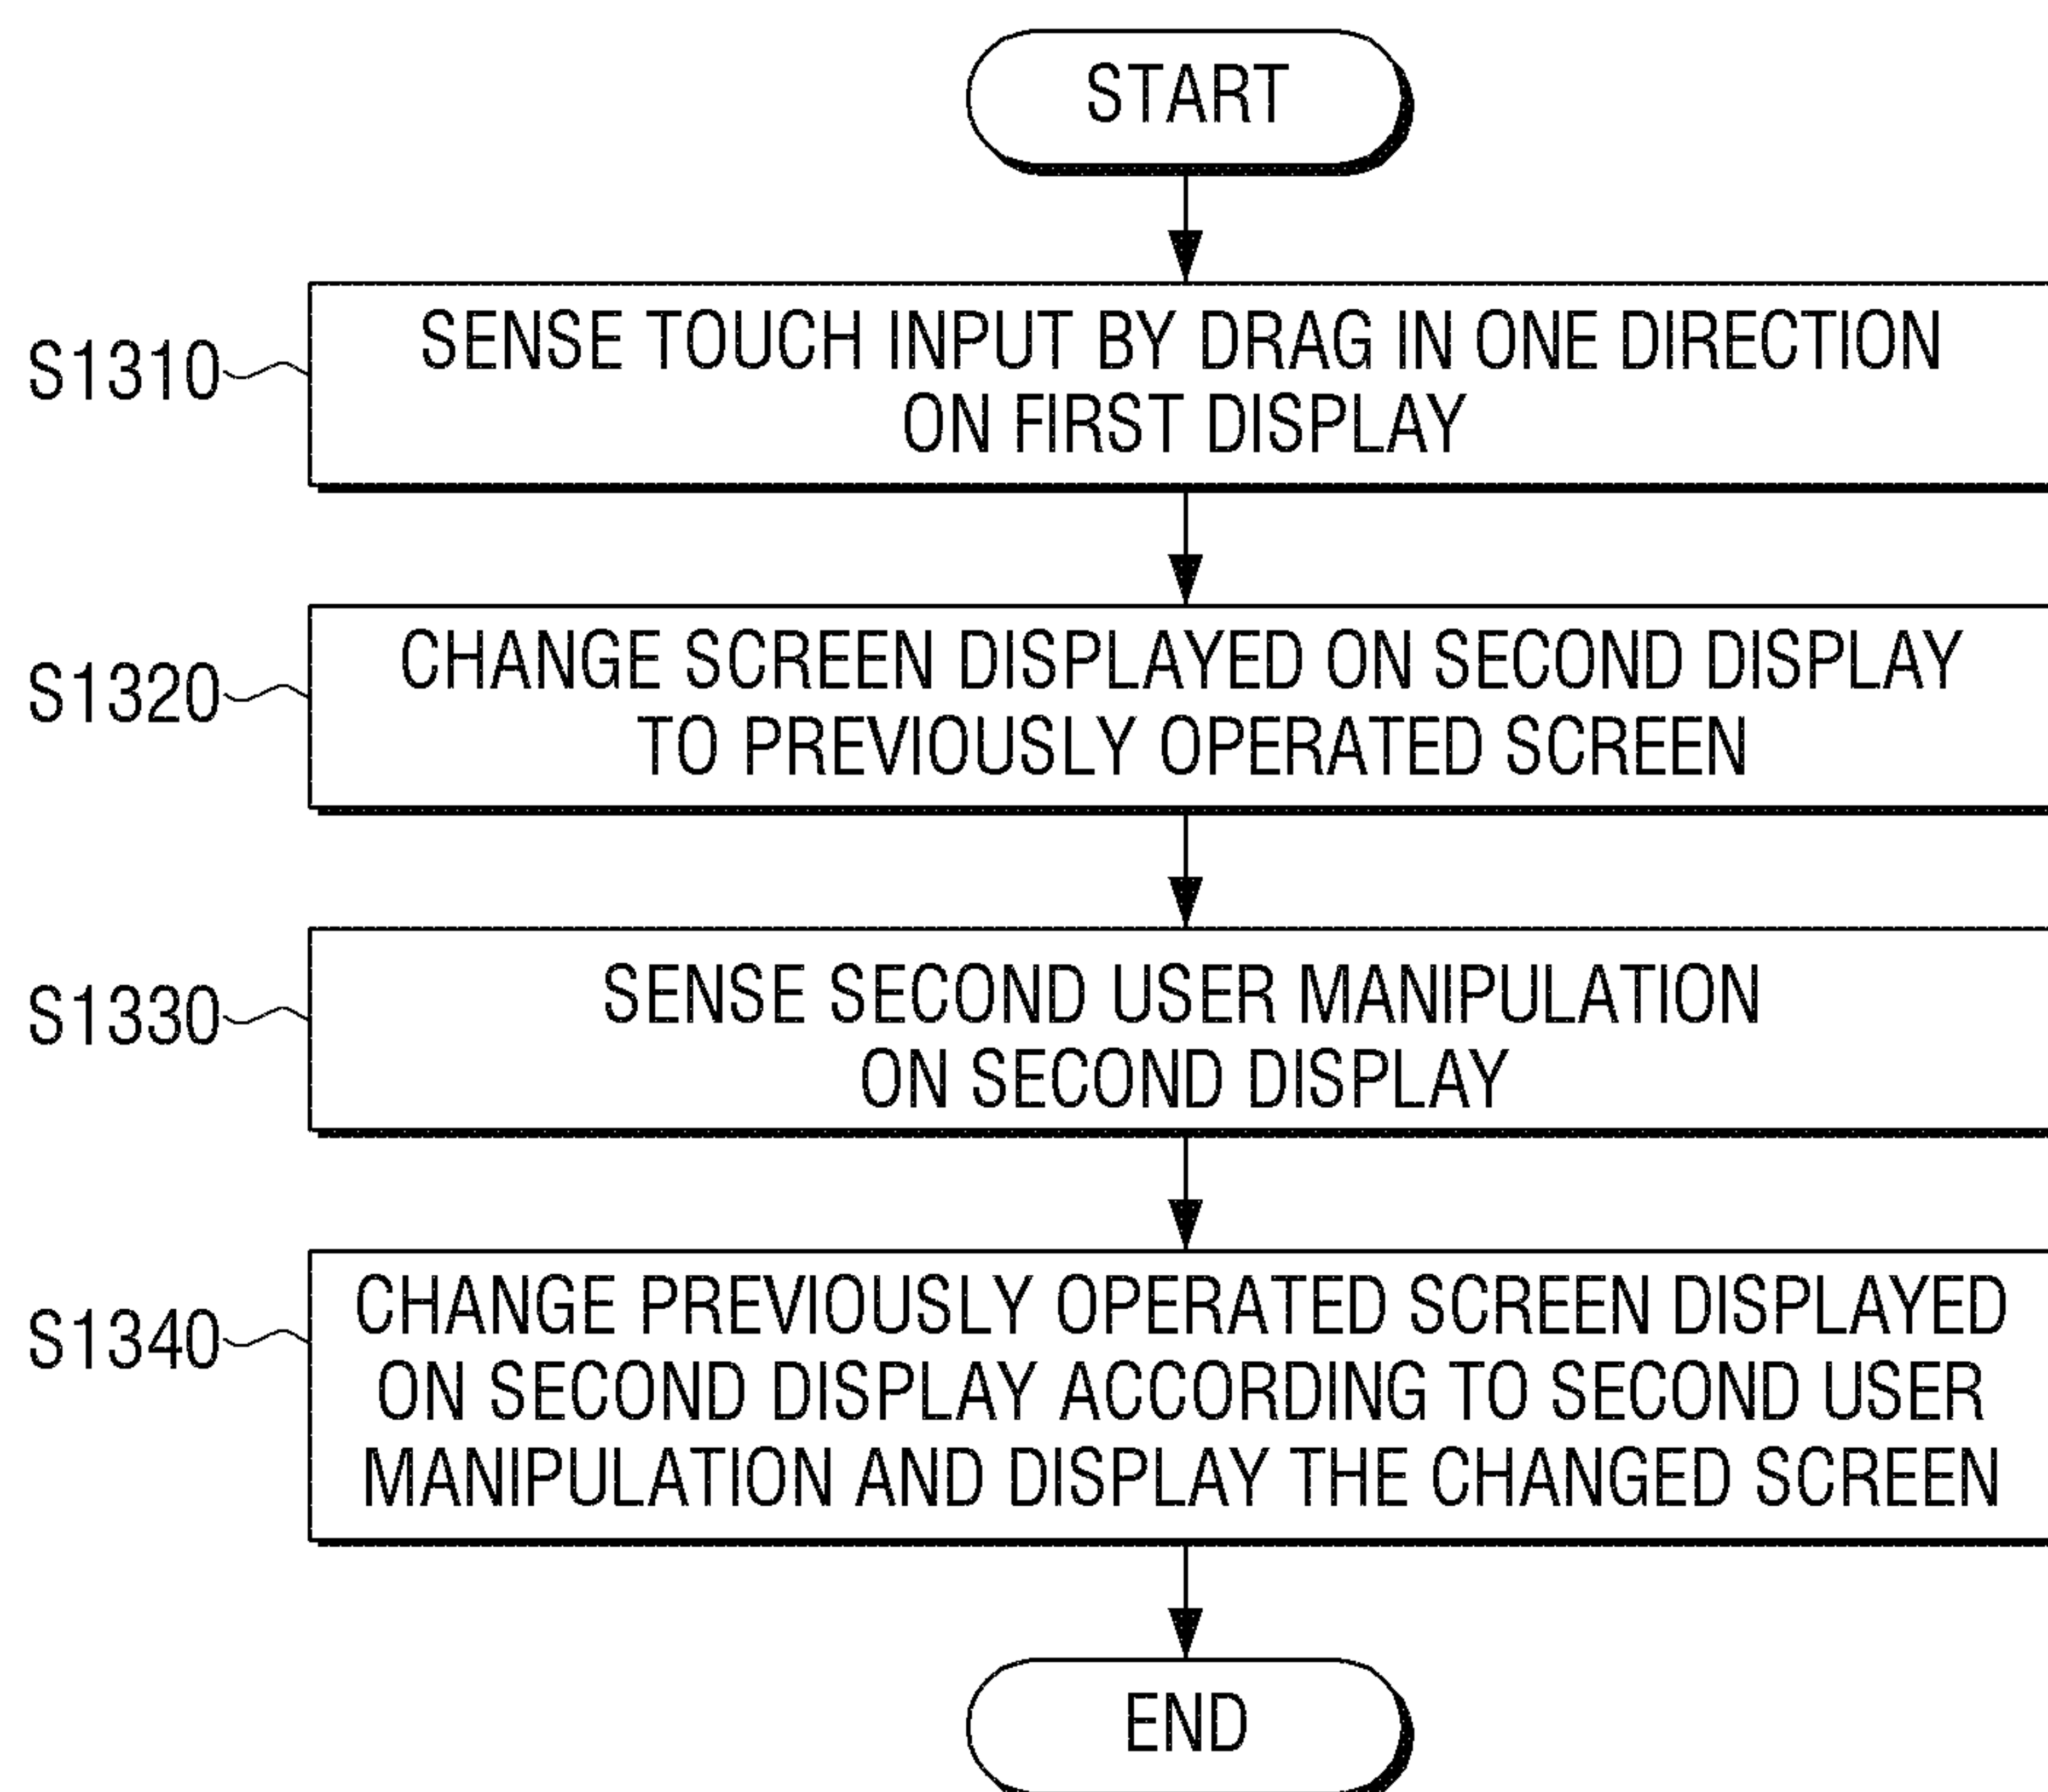 START
S1310
SENSE TOUCH INPUT BY DRAG IN ONE DIRECTION
ON FIRST DISPLAY
S1320
CHANGE SCREEN DISPLAYED ON SECOND DISPLAY
TO PREVIOUSLY OPERATED SCREEN
S1330
SENSE SECOND USER MANIPULATION
ON SECOND DISPLAY
S1340
CHANGE PREVIOUSLY OPERATED SCREEN DISPLAYED
ON SECOND DISPLAY ACCORDING TO SECOND USER
MANIPULATION AND DISPLAY THE CHANGED SCREEN
END